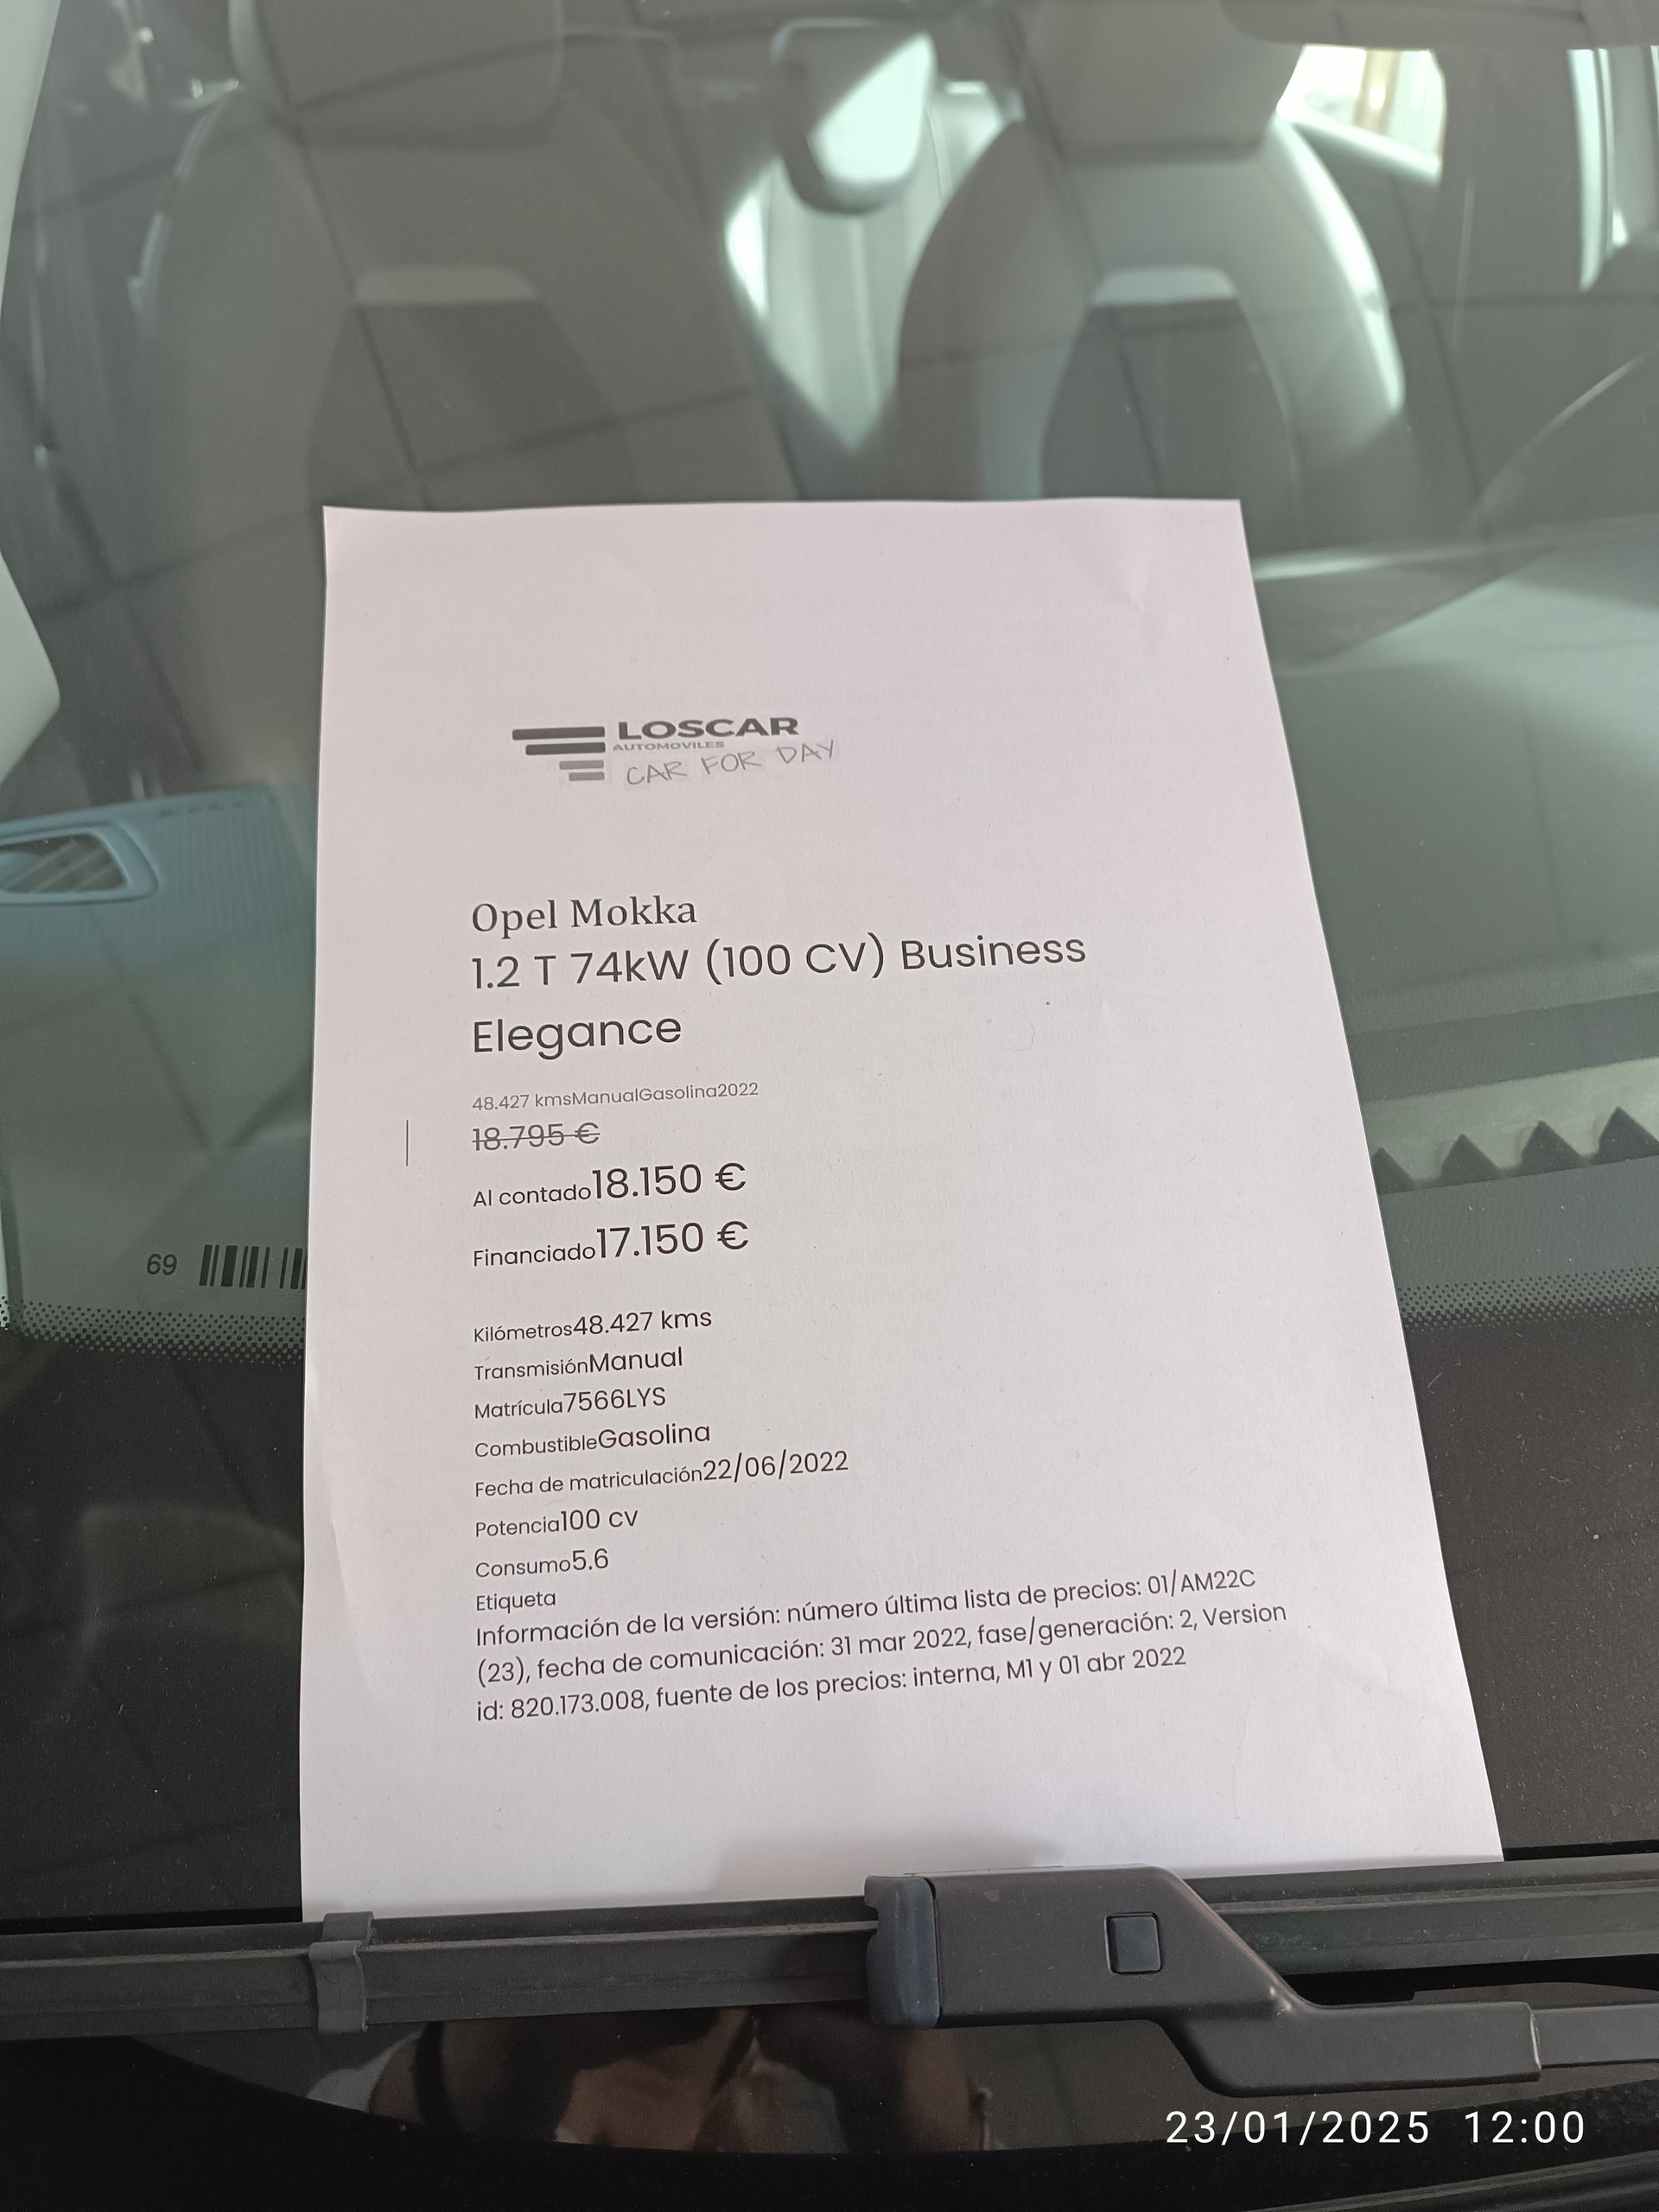 LOSCAR
AUTOMOVILES
CAR FOR DAY
Opel Mokka
1.2 T 74kW (100 CV) Business
Elegance
48.427 kmsManualGasolina2022
18.795 €
Al contado18.150 €
Financiado17.150 €
69
Kilómetros48.427 kms
TransmisiónManual
Matrícula7566LYS
CombustibleGasolina
Fecha de matriculación22/06/2022
Potencia100 cv
Consumo5.6
Etiqueta
Información de la versión: número última lista de precios: 01/AM22C
(23), fecha de comunicación: 31 mar 2022, fase/generación: 2, Version
id: 820.173.008, fuente de los precios: interna, M1 y 01 abr 2022
23/01/2025 12:00